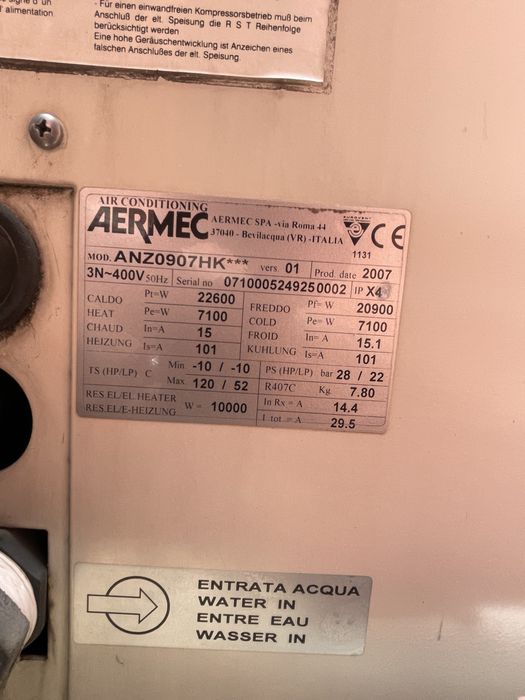 alimentation
- Für einen einwandfreien Kompressorsbetrieb muß beim
Anschluß der elt. Speisung die R S T Reihenfolge
berücksichtigt werden
- Eine hohe Geräuschentwicklung ist Anzeichen eines
falschen Anschlußes der elt. Speisung.
AIR CONDITIONING
AERMEC AERMEC SPA -via Roma 44
37040 - Bevilacqua (VR) -ITALIA
CE
1131
MOD. ANZ0907HK*** vers. 01 Prod. date 2007
3N~400V 50Hz Serial no 0710005249250002 IP X4
CALDO Pt=W 22600 FREDDO Pf= W 20900
HEAT Pe=W 7100 COLD Pe= W 7100
CHAUD In=A 15 FROID In= A 15.1
HEIZUNG Is=A 101 KUHLUNG Is=A 101
TS (HP/LP) C Min -10 / -10 PS (HP/LP) bar 28 / 22
Max 120 / 52 R407C Kg 7.80
RES EL/EL HEATER W= 10000 In Rx = A 14.4
RES.EL/E-HEIZUNG I tot = A 29.5
ENTRATA ACQUA
WATER IN
ENTRE EAU
WASSER IN